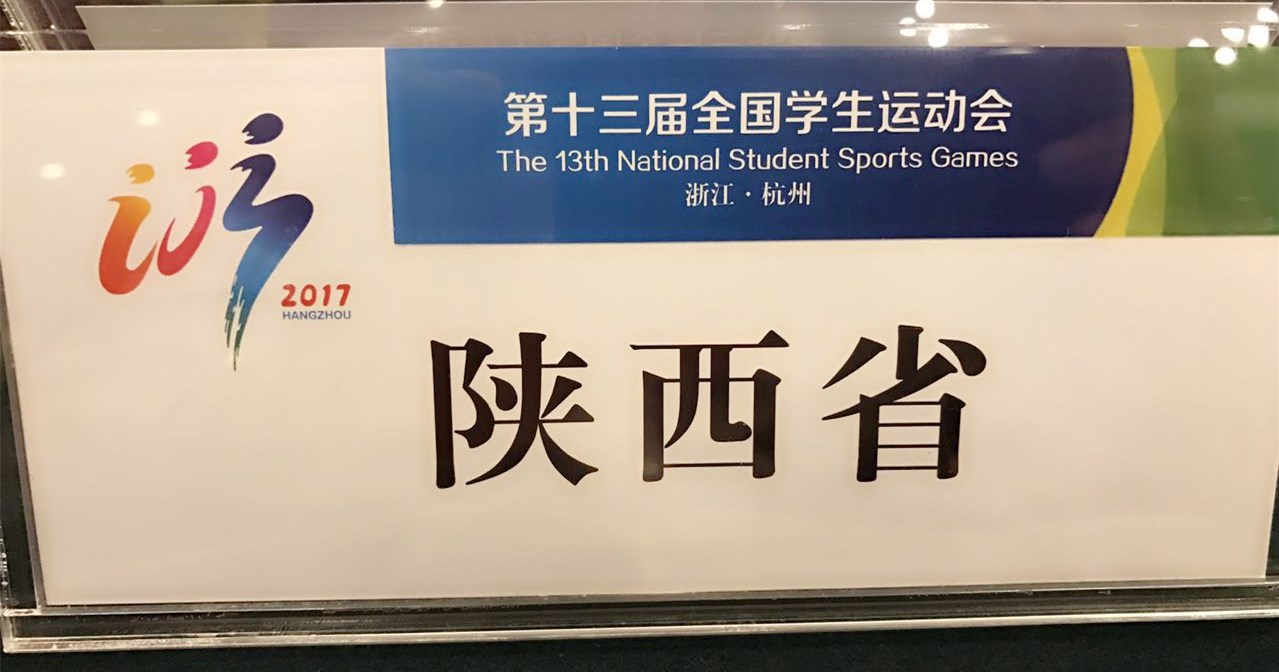 第十三届全国学生运动会
The 13th National Student Sports Games
浙江·杭州
2017
HANGZHOU
陕西省